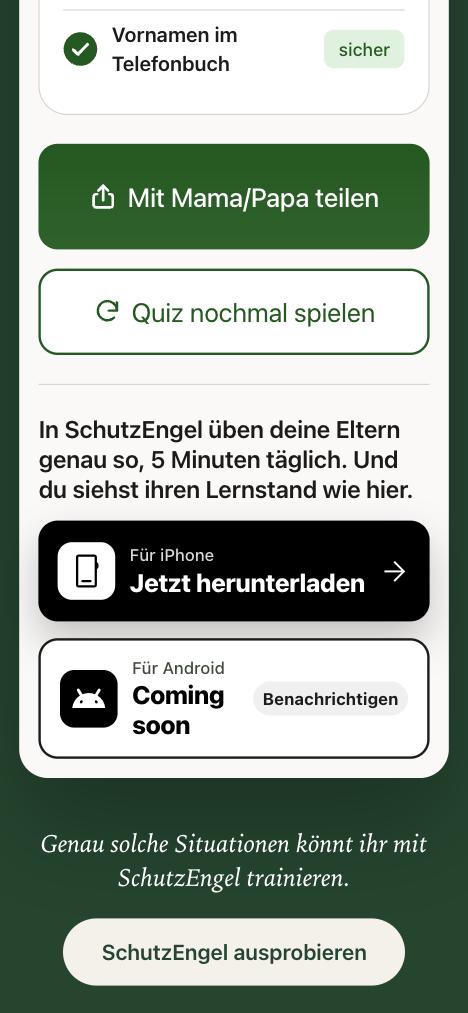 Vornamen im
Telefonbuch
sicher
Mit Mama/Papa teilen
Quiz nochmal spielen
In SchutzEngel üben deine Eltern
genau so, 5 Minuten täglich. Und
du siehst ihren Lernstand wie hier.
Für iPhone
Jetzt herunterladen
Für Android
Coming
soon
Benachrichtigen
Genau solche Situationen könnt ihr mit
SchutzEngel trainieren.
SchutzEngel ausprobieren